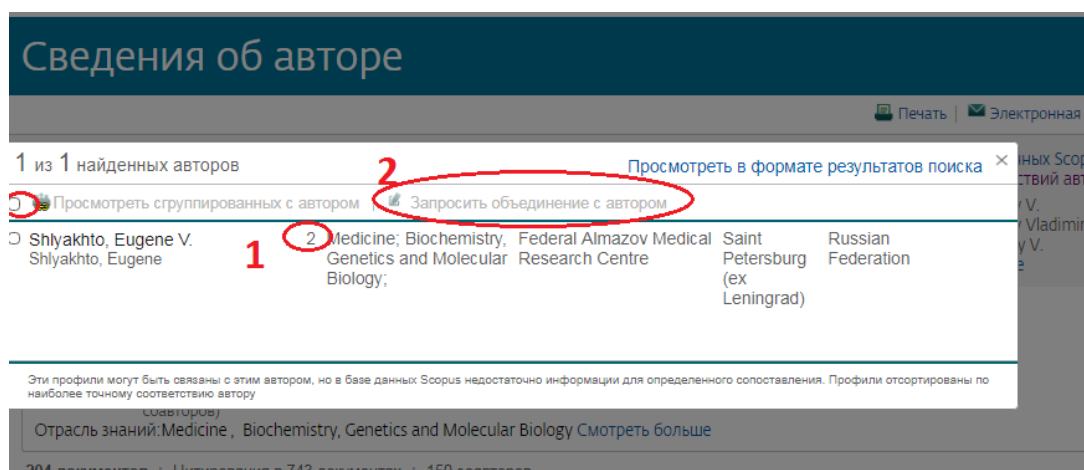 Сведения об авторе
Печать | Электронная
1 из 1 найденных авторов
2
Просмотреть в формате результатов поиска ×
Просмотреть сгруппированных с автором | Запросить объединение с автором
Shlyakhto, Eugene V. 2 Medicine; Biochemistry, Federal Almazov Medical Saint Russian
Shlyakhto, Eugene 1 Genetics and Molecular Research Centre Petersburg Federation
Biology; (ex
Leningrad)
Эти профили могут быть связаны с этим автором, но в базе данных Scopus недостаточно информации для определенного сопоставления. Профили отсортированы по
наиболее точному соответствию автору
соавторов)
Отрасль знаний:Medicine , Biochemistry, Genetics and Molecular Biology Смотреть больше